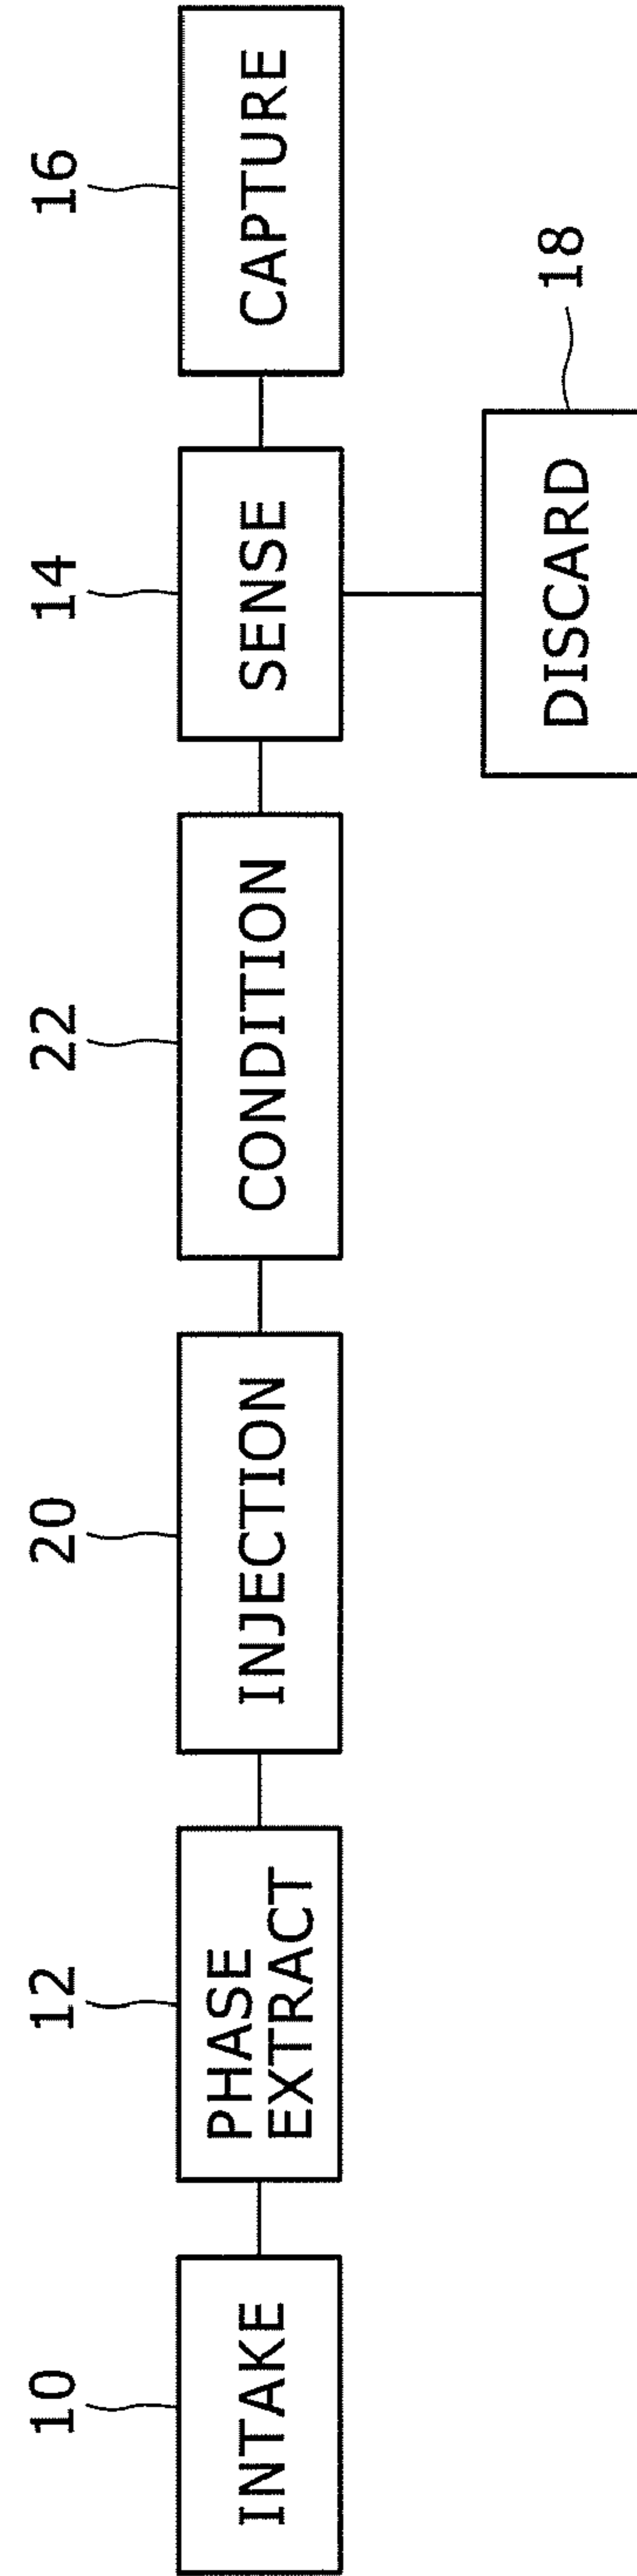 10
12
20
22
14
16
INTAKE
PHASE
EXTRACT
INJECTION
CONDITION
SENSE
CAPTURE
DISCARD
18